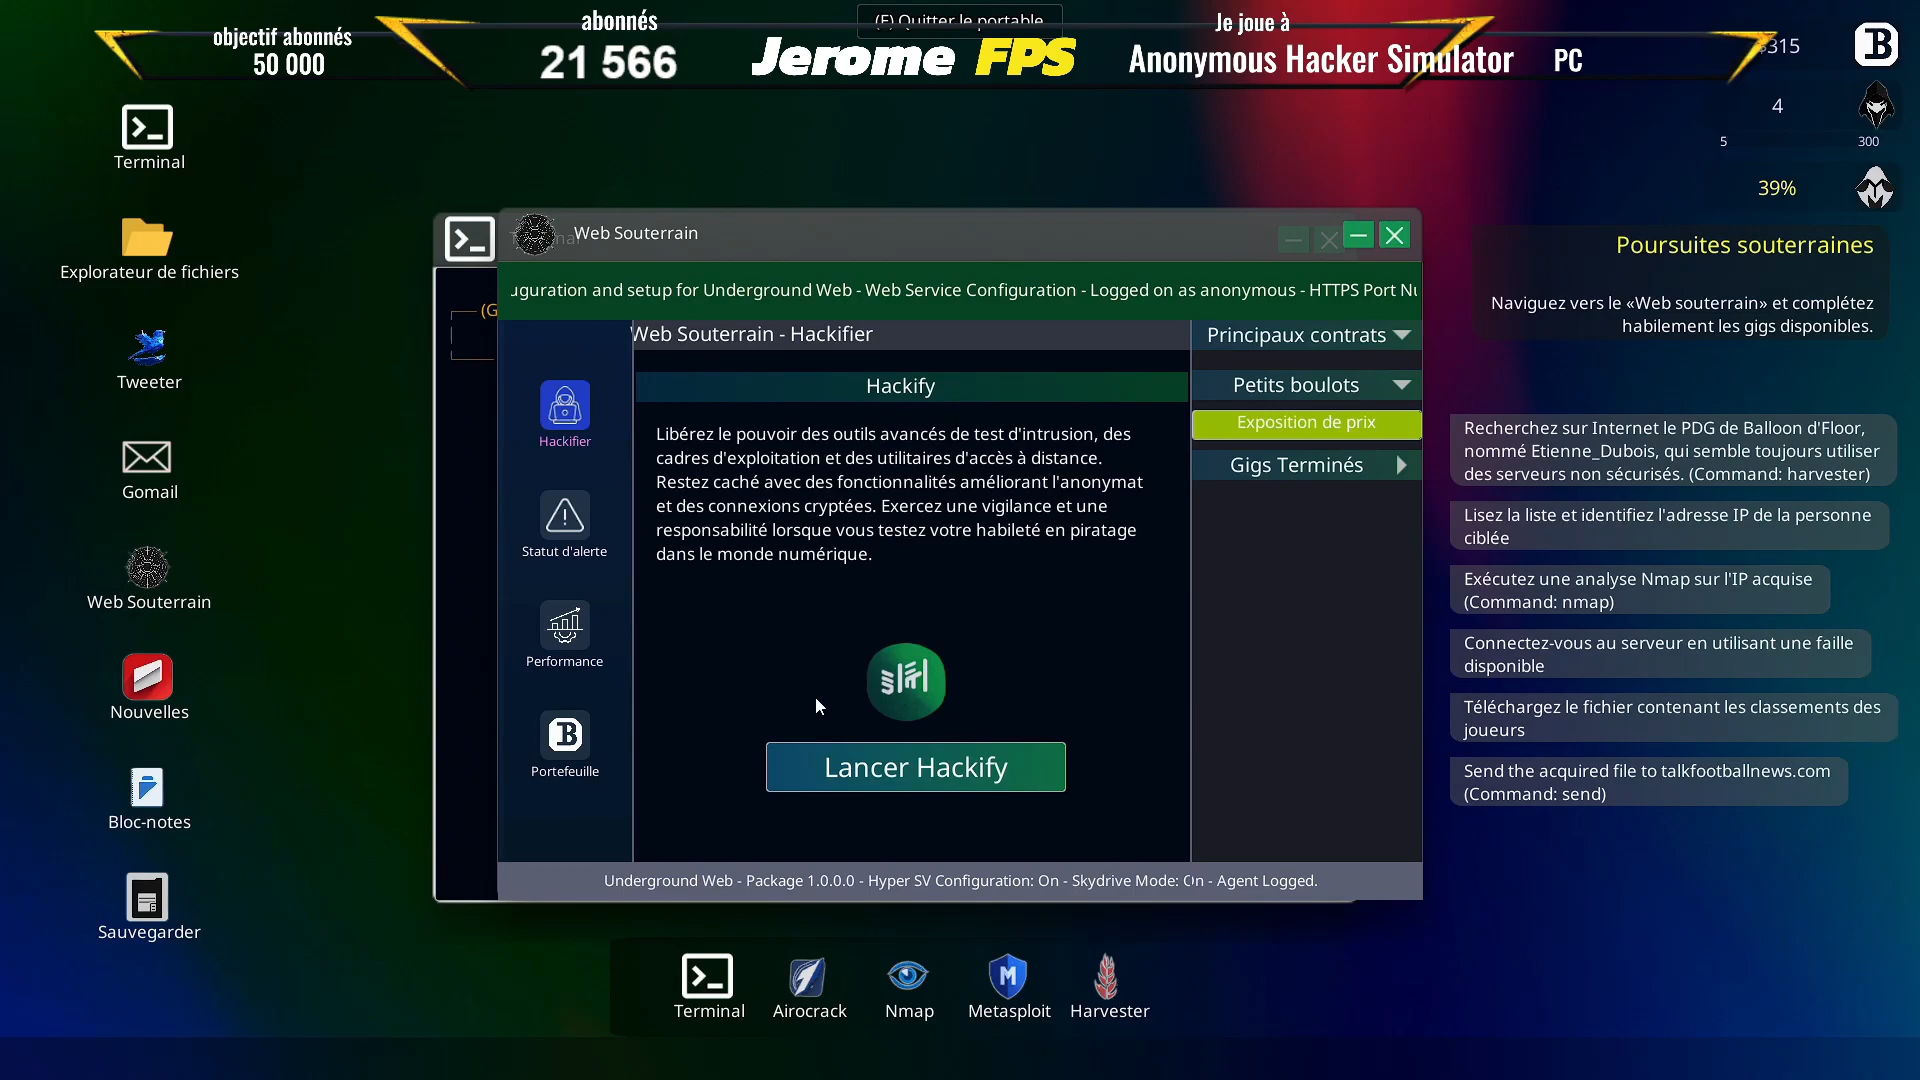 objectif abonnés
50 000
abonnés
21 566
(F) Quitter le portable
Jerome FPS
Je joue à
Anonymous Hacker Simulator
PC
315
4
5
300
39%
Terminal
Explorateur de fichiers
Tweeter
Gomail
Web Souterrain
Nouvelles
Bloc-notes
Sauvegarder
Web Souterrain
uguration and setup for Underground Web - Web Service Configuration - Logged on as anonymous - HTTPS Port Nu
(G
Web Souterrain - Hackifier
Hackifier
Statut d'alerte
Performance
Portefeuille
Hackify
Libérez le pouvoir des outils avancés de test d'intrusion, des
cadres d'exploitation et des utilitaires d'accès à distance.
Restez caché avec des fonctionnalités améliorant l'anonymat
et des connexions cryptées. Exercez une vigilance et une
responsabilité lorsque vous testez votre habileté en piratage
dans le monde numérique.
Lancer Hackify
Principaux contrats
Petits boulots
Exposition de prix
Gigs Terminés
Underground Web - Package 1.0.0.0 - Hyper SV Configuration: On - Skydrive Mode: On - Agent Logged.
Poursuites souterraines
Naviguez vers le «Web souterrain» et complétez
habilement les gigs disponibles.
Recherchez sur Internet le PDG de Balloon d'Floor,
nommé Etienne_Dubois, qui semble toujours utiliser
des serveurs non sécurisés. (Command: harvester)
Lisez la liste et identifiez l'adresse IP de la personne
ciblée
Exécutez une analyse Nmap sur l'IP acquise
(Command: nmap)
Connectez-vous au serveur en utilisant une faille
disponible
Téléchargez le fichier contenant les classements des
joueurs
Send the acquired file to talkfootballnews.com
(Command: send)
Terminal
Airocrack
Nmap
Metasploit
Harvester